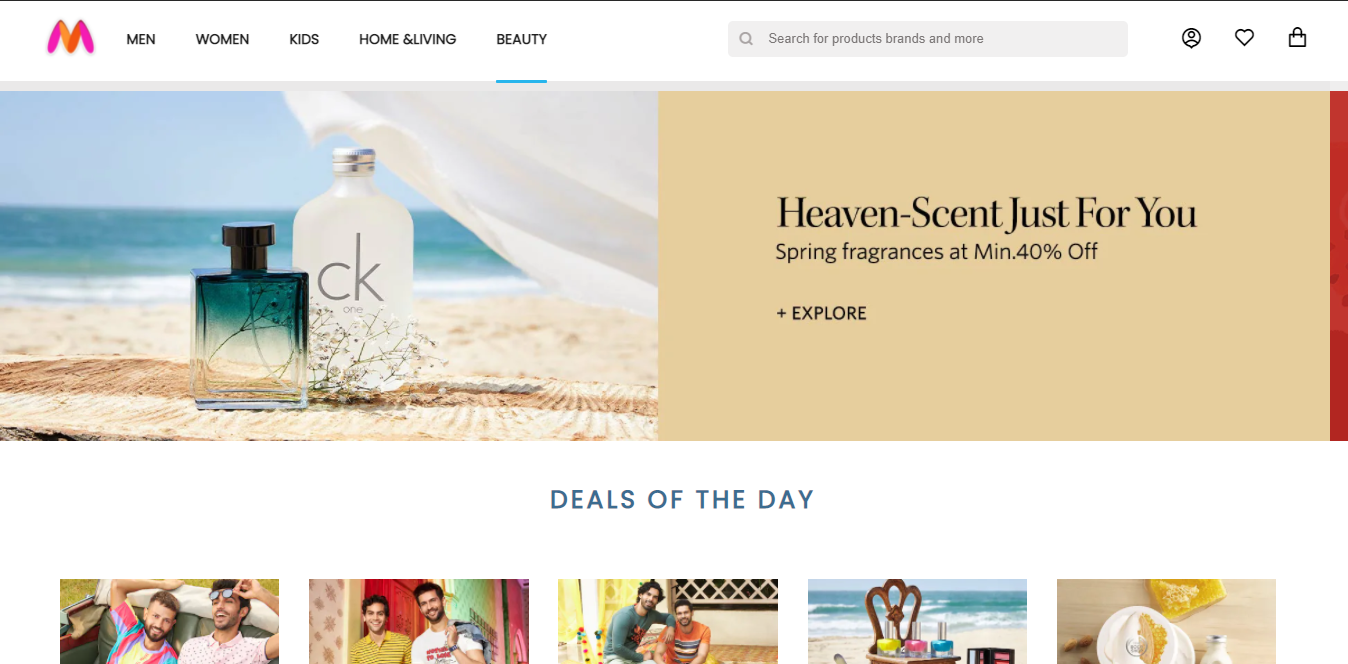 MEN
WOMEN
KIDS
HOME &LIVING
BEAUTY
Search for products brands and more
ck
one
Heaven-Scent Just For You
Spring fragrances at Min.40% Off
+ EXPLORE
DEALS OF THE DAY